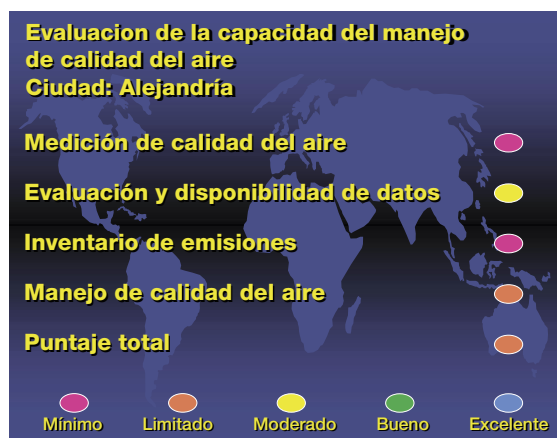 Evaluacion de la capacidad del manejo
de calidad del aire
Ciudad: Alejandría
Medición de calidad del aire
Evaluación y disponibilidad de datos
Inventario de emisiones
Manejo de calidad del aire
Puntaje total
Mínimo Limitado Moderado Bueno Excelente